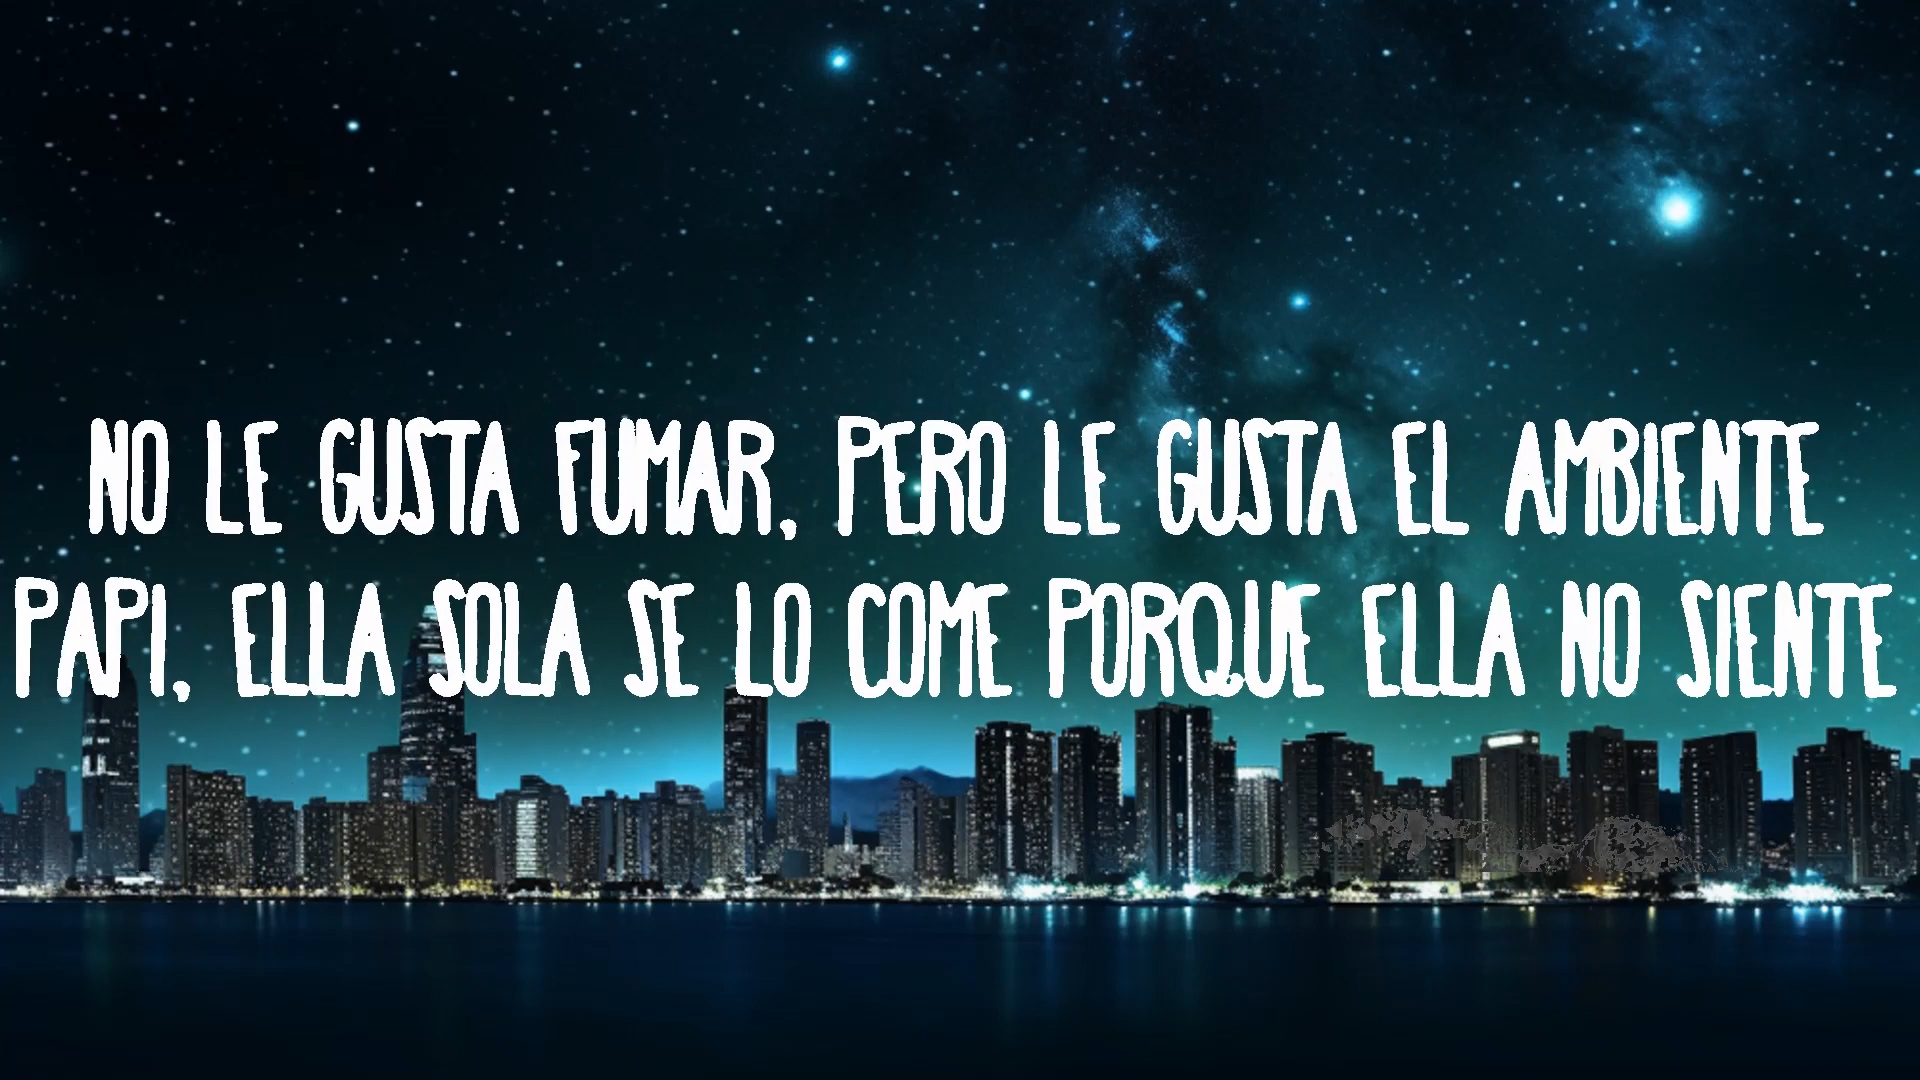 NO LE GUSTA FUMAR, PERO LE GUSTA EL AMBIENTE
PAPI, ELLA SOLA SE LO COME PORQUE ELLA NO SIENTE